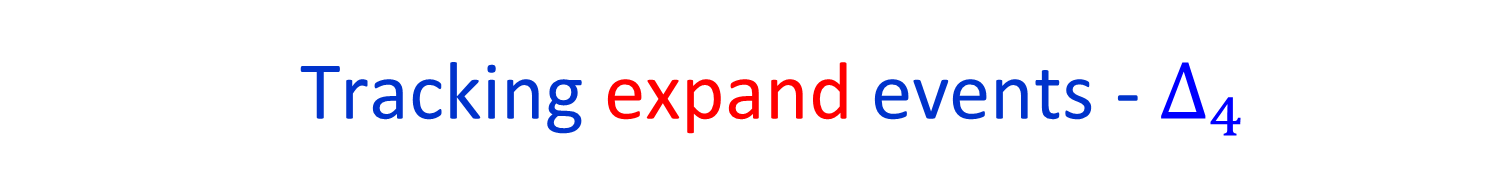 Tracking expand events - Δ₄